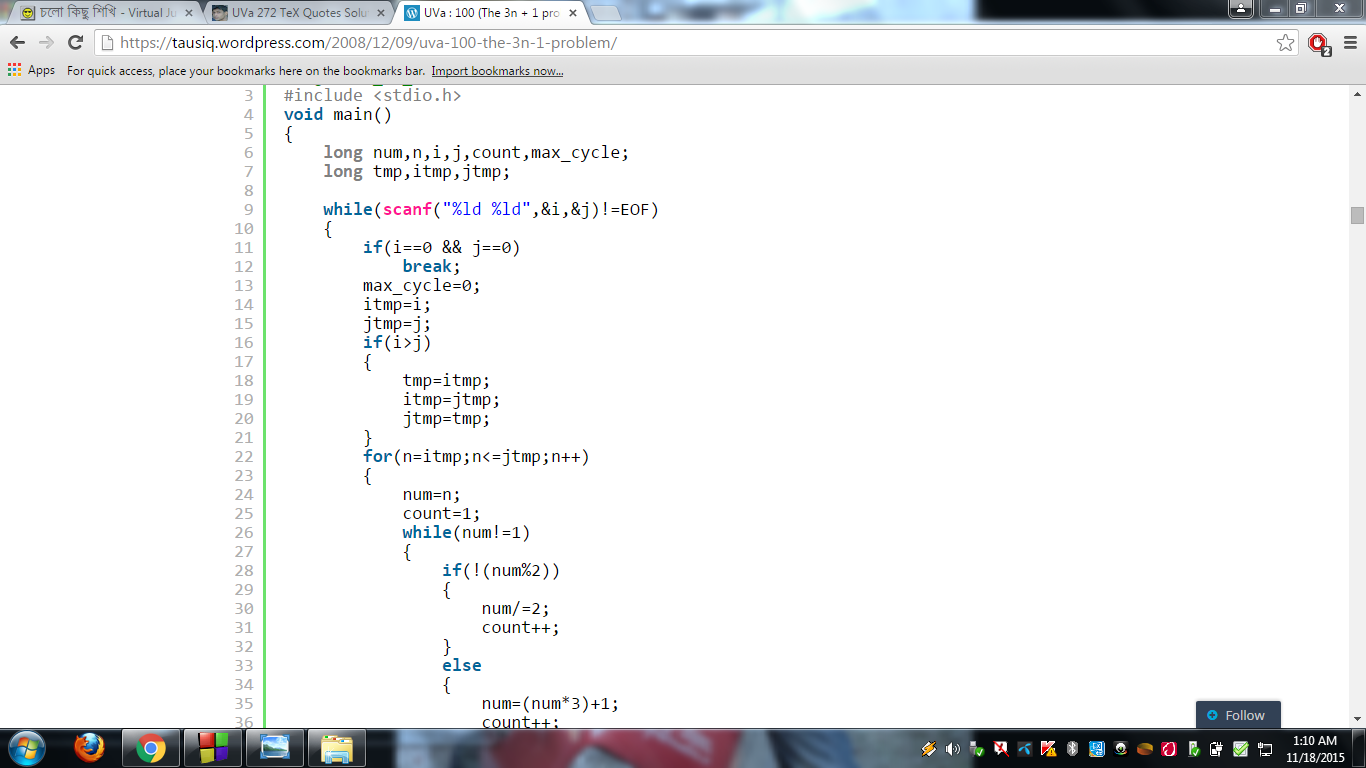 চলো কিছু শিখি - Virtual Ju
UVa 272 TeX Quotes Solu
UVa : 100 (The 3n + 1 pro
https://tausiq.wordpress.com/2008/12/09/uva-100-the-3n-1-problem/
2
Apps For quick access, place your bookmarks here on the bookmarks bar. Import bookmarks now...
3 #include <stdio.h>
4 void main()
5 {
6 long num,n,i,j,count,max_cycle;
7 long tmp,itmp,jtmp;
8
9 while(scanf("%ld %ld",&i,&j)!=EOF)
10 {
11 if(i==0 && j==0)
12 break;
13 max_cycle=0;
14 itmp=i;
15 jtmp=j;
16 if(i>j)
17 {
18 tmp=itmp;
19 itmp=jtmp;
20 jtmp=tmp;
21 }
22 for(n=itmp;n<=jtmp;n++)
23 {
24 num=n;
25 count=1;
26 while(num!=1)
27 {
28 if(!(num%2))
29 {
30 num/=2;
31 count++;
32 }
33 else
34 {
35 num=(num*3)+1;
36 count++;
Follow
1:10 AM
11/18/2015